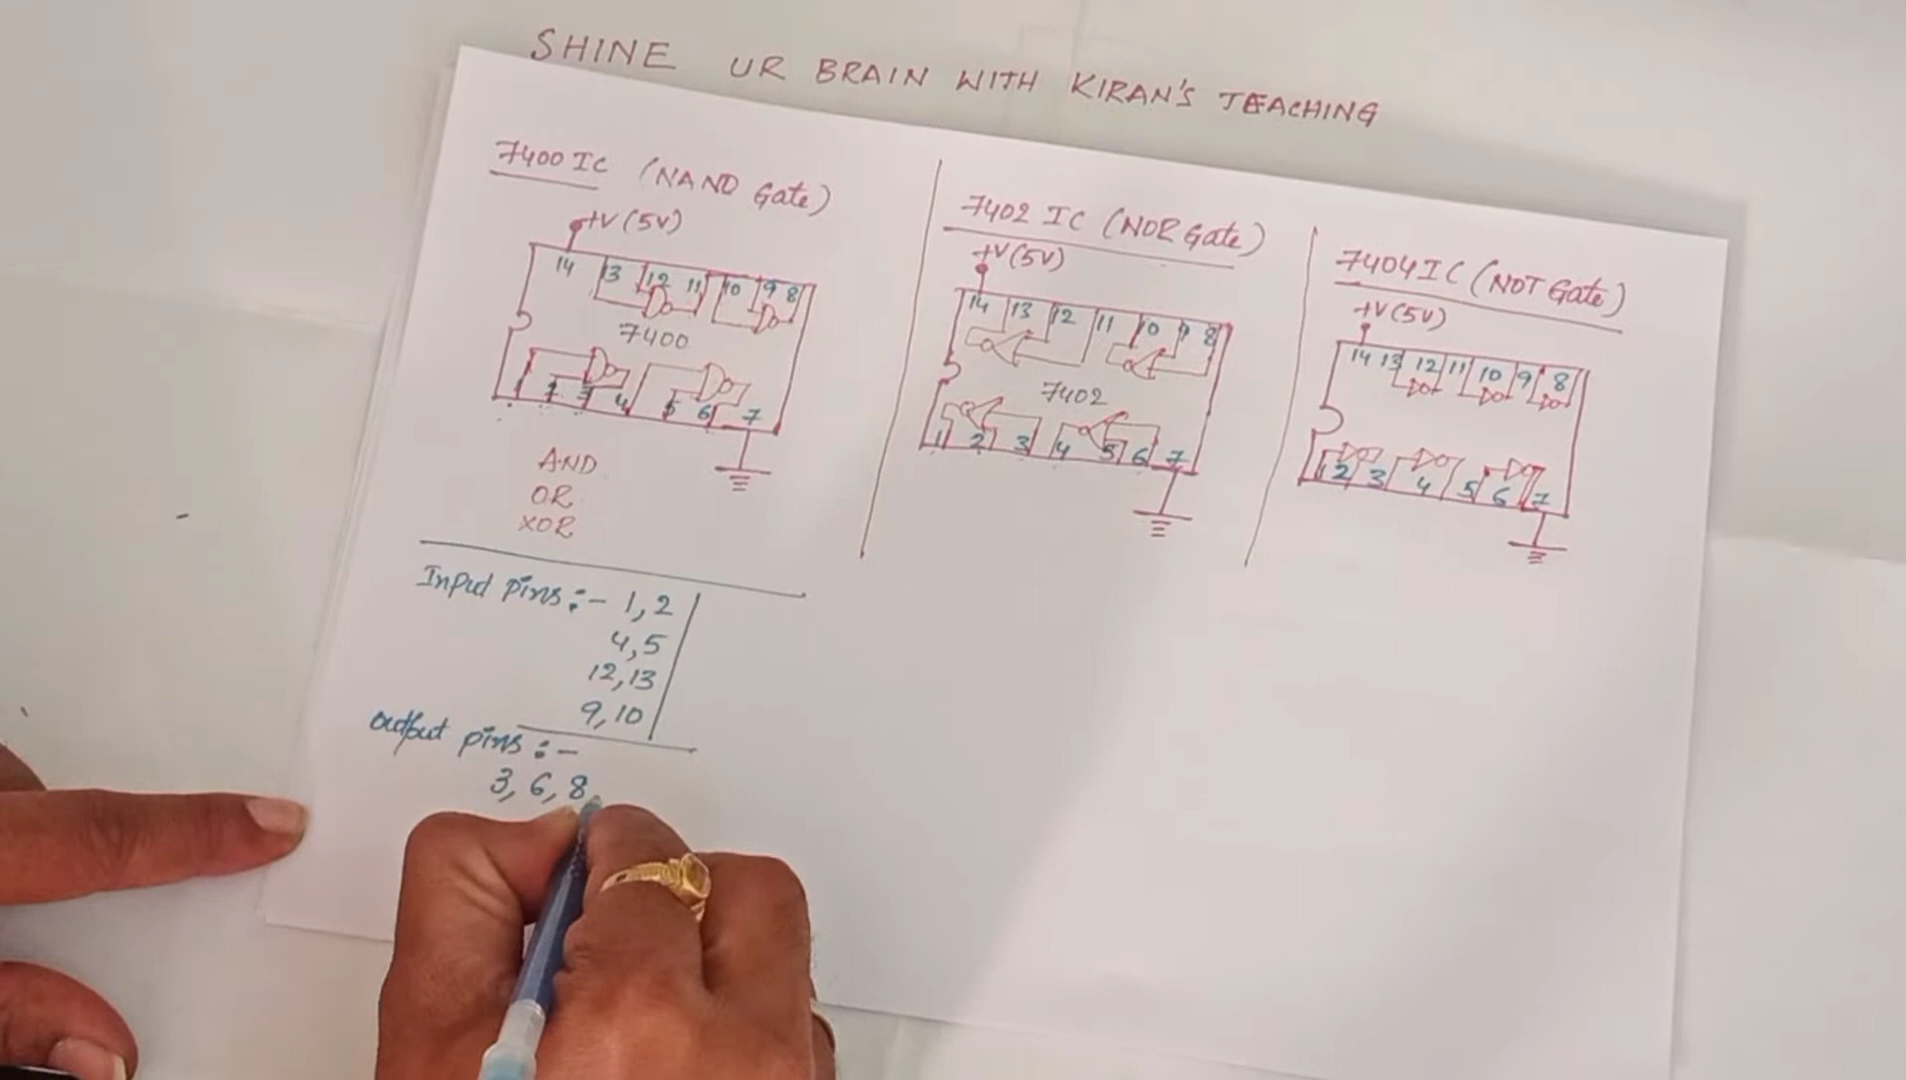 SHINE UR BRAIN WITH KIRAN'S TEACHING
7400 IC (NAND Gate)
+V (5V)
14 13 12 11 10 9 8
7400
1 2 3 4 5 6 7
AND
OR
XOR
Input pins :- 1, 2
4, 5
12, 13
9, 10
output pins :-
3, 6, 8,
7402 IC (NOR Gate)
+V (5V)
14 13 12 11 10 9 8
7402
1 2 3 4 5 6 7
7404 IC (NOT Gate)
+V (5V)
14 13 12 11 10 9 8
1 2 3 4 5 6 7